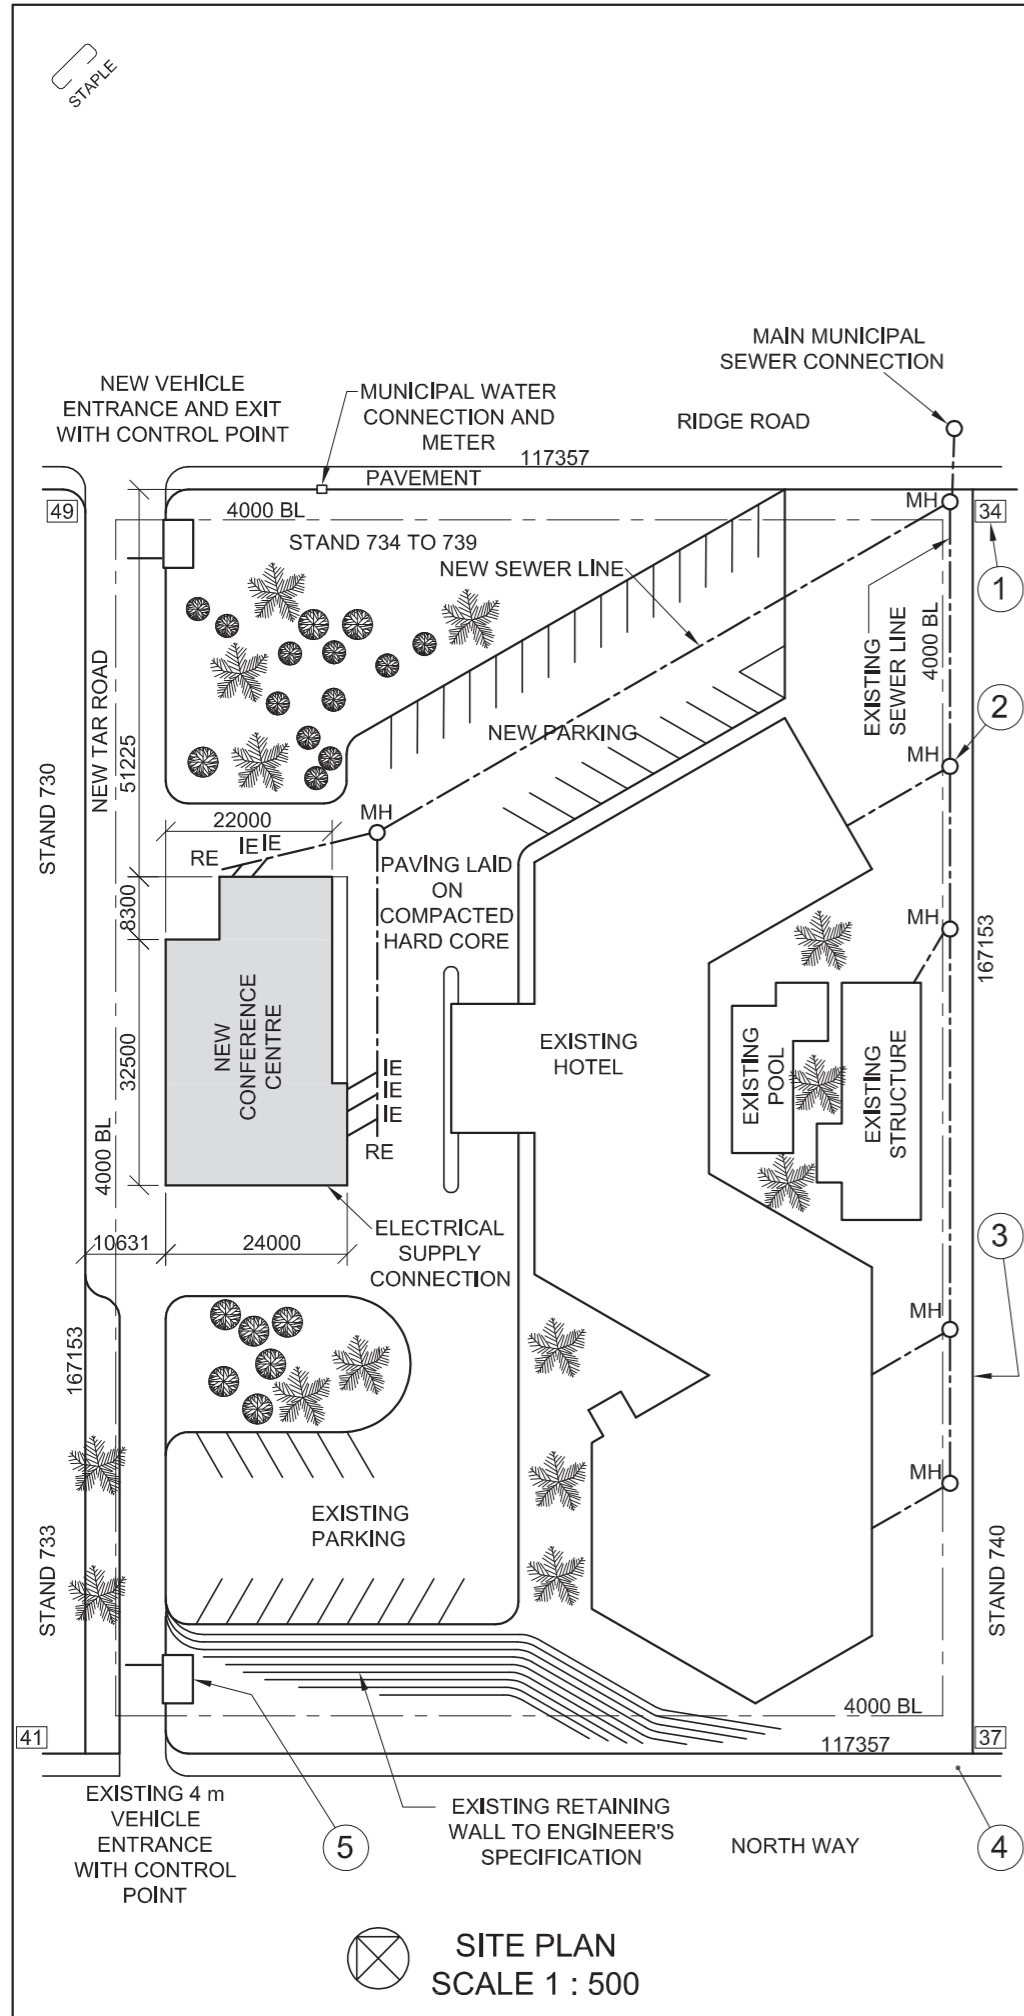 STAPLE
MAIN MUNICIPAL
SEWER CONNECTION
NEW VEHICLE
ENTRANCE AND EXIT
WITH CONTROL POINT
MUNICIPAL WATER
CONNECTION AND
METER
RIDGE ROAD
117357
PAVEMENT
49
4000 BL
MH
34
STAND 734 TO 739
NEW SEWER LINE
1
4000 BL
EXISTING
SEWER LINE
NEW TAR ROAD
51225
STAND 730
NEW PARKING
2
MH
22000
MH
RE
IE
IE
PAVING LAID
ON
COMPACTED
HARD CORE
8300
MH
167153
NEW
CONFERENCE
CENTRE
32500
EXISTING
HOTEL
EXISTING
POOL
EXISTING
STRUCTURE
IE
IE
IE
RE
4000 BL
10631
24000
ELECTRICAL
SUPPLY
CONNECTION
3
MH
167153
MH
EXISTING
PARKING
STAND 733
STAND 740
4000 BL
41
37
117357
EXISTING 4 m
VEHICLE
ENTRANCE
WITH CONTROL
POINT
5
EXISTING RETAINING
WALL TO ENGINEER'S
SPECIFICATION
NORTH WAY
4
SITE PLAN
SCALE 1 : 500